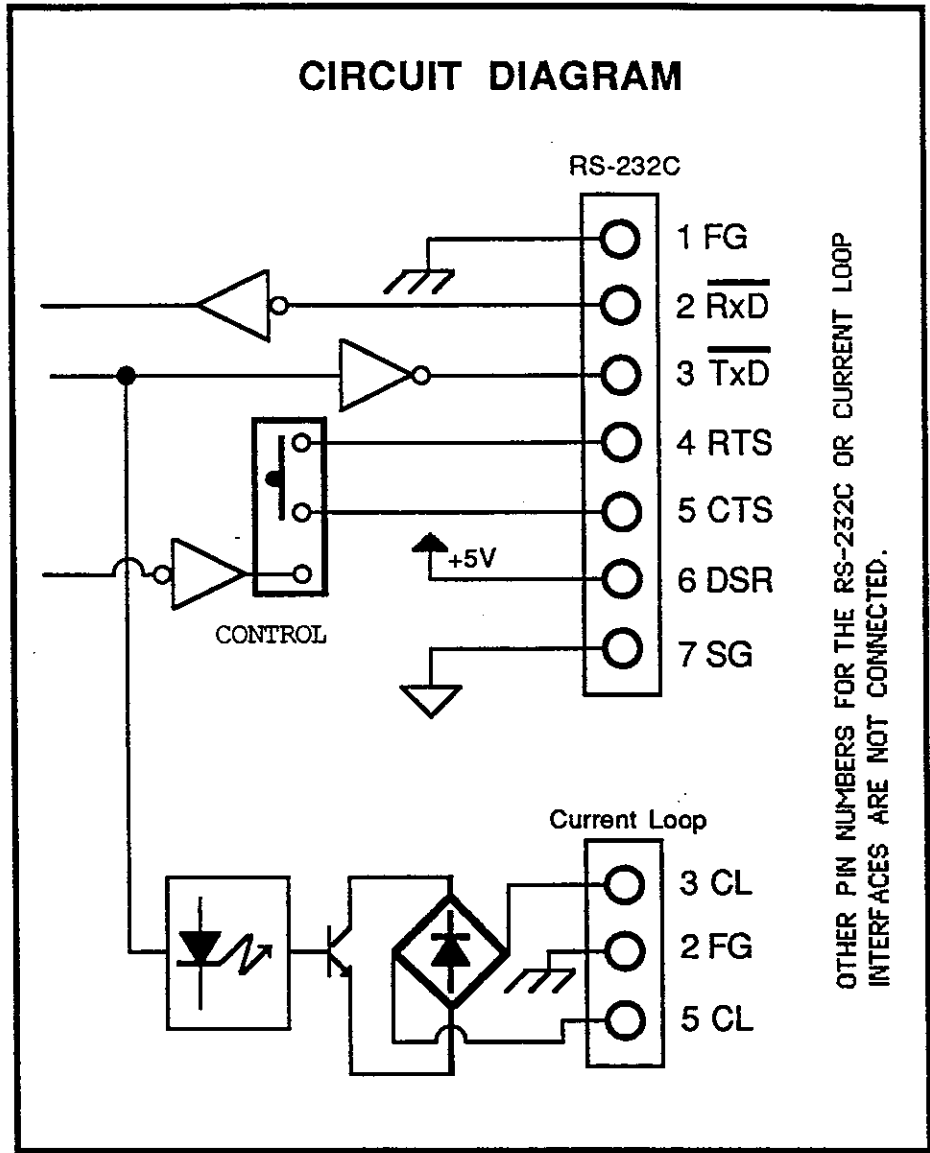 CIRCUIT DIAGRAM
RS-232C
1 FG
2 R̅x̅D̅
3 T̅x̅D̅
4 RTS
5 CTS
+5V
6 DSR
7 SG
CONTROL
Current Loop
3 CL
2 FG
5 CL
OTHER PIN NUMBERS FOR THE RS-232C OR CURRENT LOOP
INTERFACES ARE NOT CONNECTED.